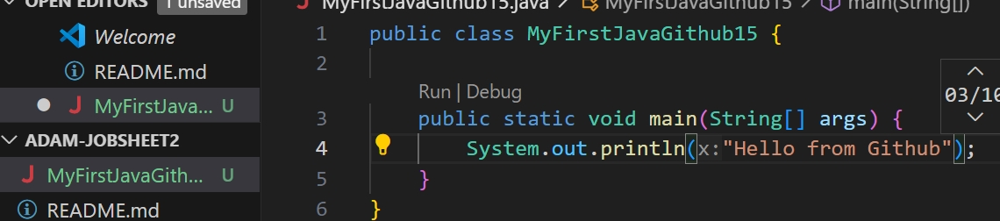 OPEN EDITORS 1 unsaved
Welcome
README.md
MyFirstJava... U
ADAM-JOBSHEET2
MyFirstJavaGith... U
README.md
MyFirstJavaGithub15.java > MyFirstJavaGithub15 > main(String[])
1 public class MyFirstJavaGithub15 {
2
Run | Debug
3 public static void main(String[] args) {
4 System.out.println(x:"Hello from Github");
5 }
6 }
03/10